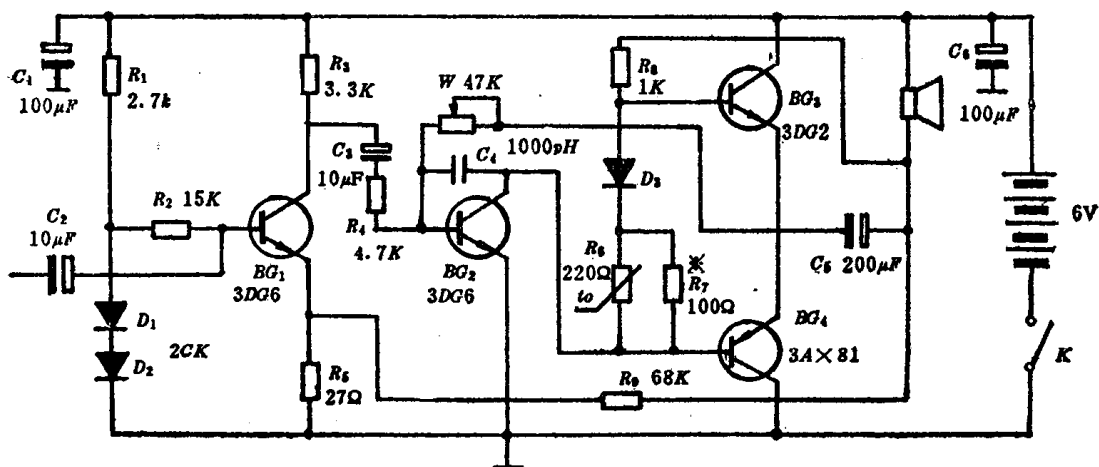 C₁
100μF
R₁
2.7k
R₃
3.3K
W 47K
C₃
10μF
C₄
1000pH
R₈
1K
BG₃
3DG2
C₆
100μF
R₂ 15K
C₂
10μF
BG₁
3DG6
R₄
4.7K
BG₂
3DG6
D₃
R₆
220Ω
to
※
R₇
100Ω
C₅ 200μF
6V
D₁
D₂
2CK
R₅
27Ω
BG₄
3A×81
R₉ 68K
K